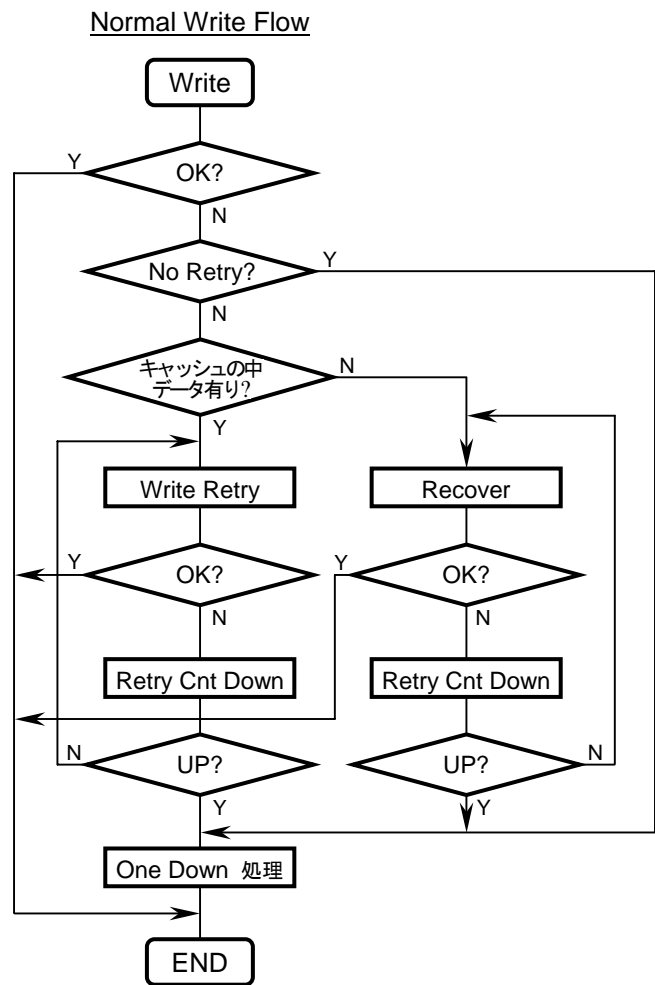 Normal Write Flow
Write
Y
OK?
N
No Retry?
Y
N
キャッシュの中
データ有り?
N
Y
Write Retry
Recover
Y
OK?
N
Y
OK?
N
Retry Cnt Down
Retry Cnt Down
N
UP?
Y
UP?
N
Y
One Down 処理
END